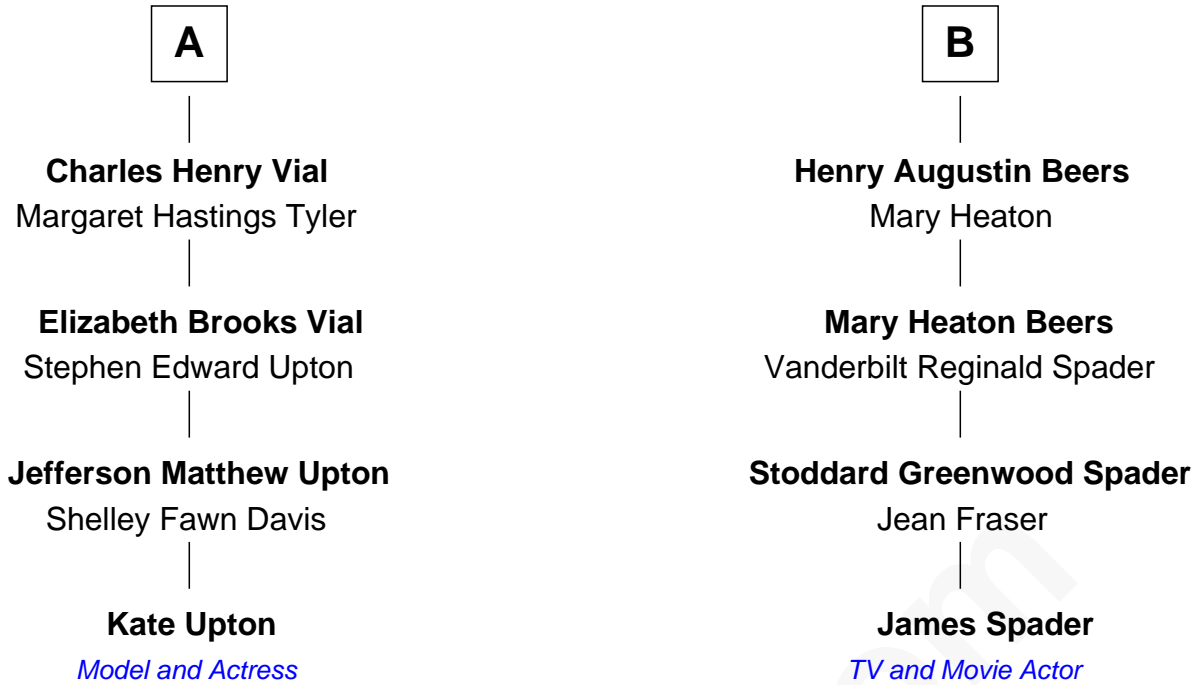 A
Charles Henry Vial
Margaret Hastings Tyler
Elizabeth Brooks Vial
Stephen Edward Upton
Jefferson Matthew Upton
Shelley Fawn Davis
Kate Upton
Model and Actress
B
Henry Augustin Beers
Mary Heaton
Mary Heaton Beers
Vanderbilt Reginald Spader
Stoddard Greenwood Spader
Jean Fraser
James Spader
TV and Movie Actor